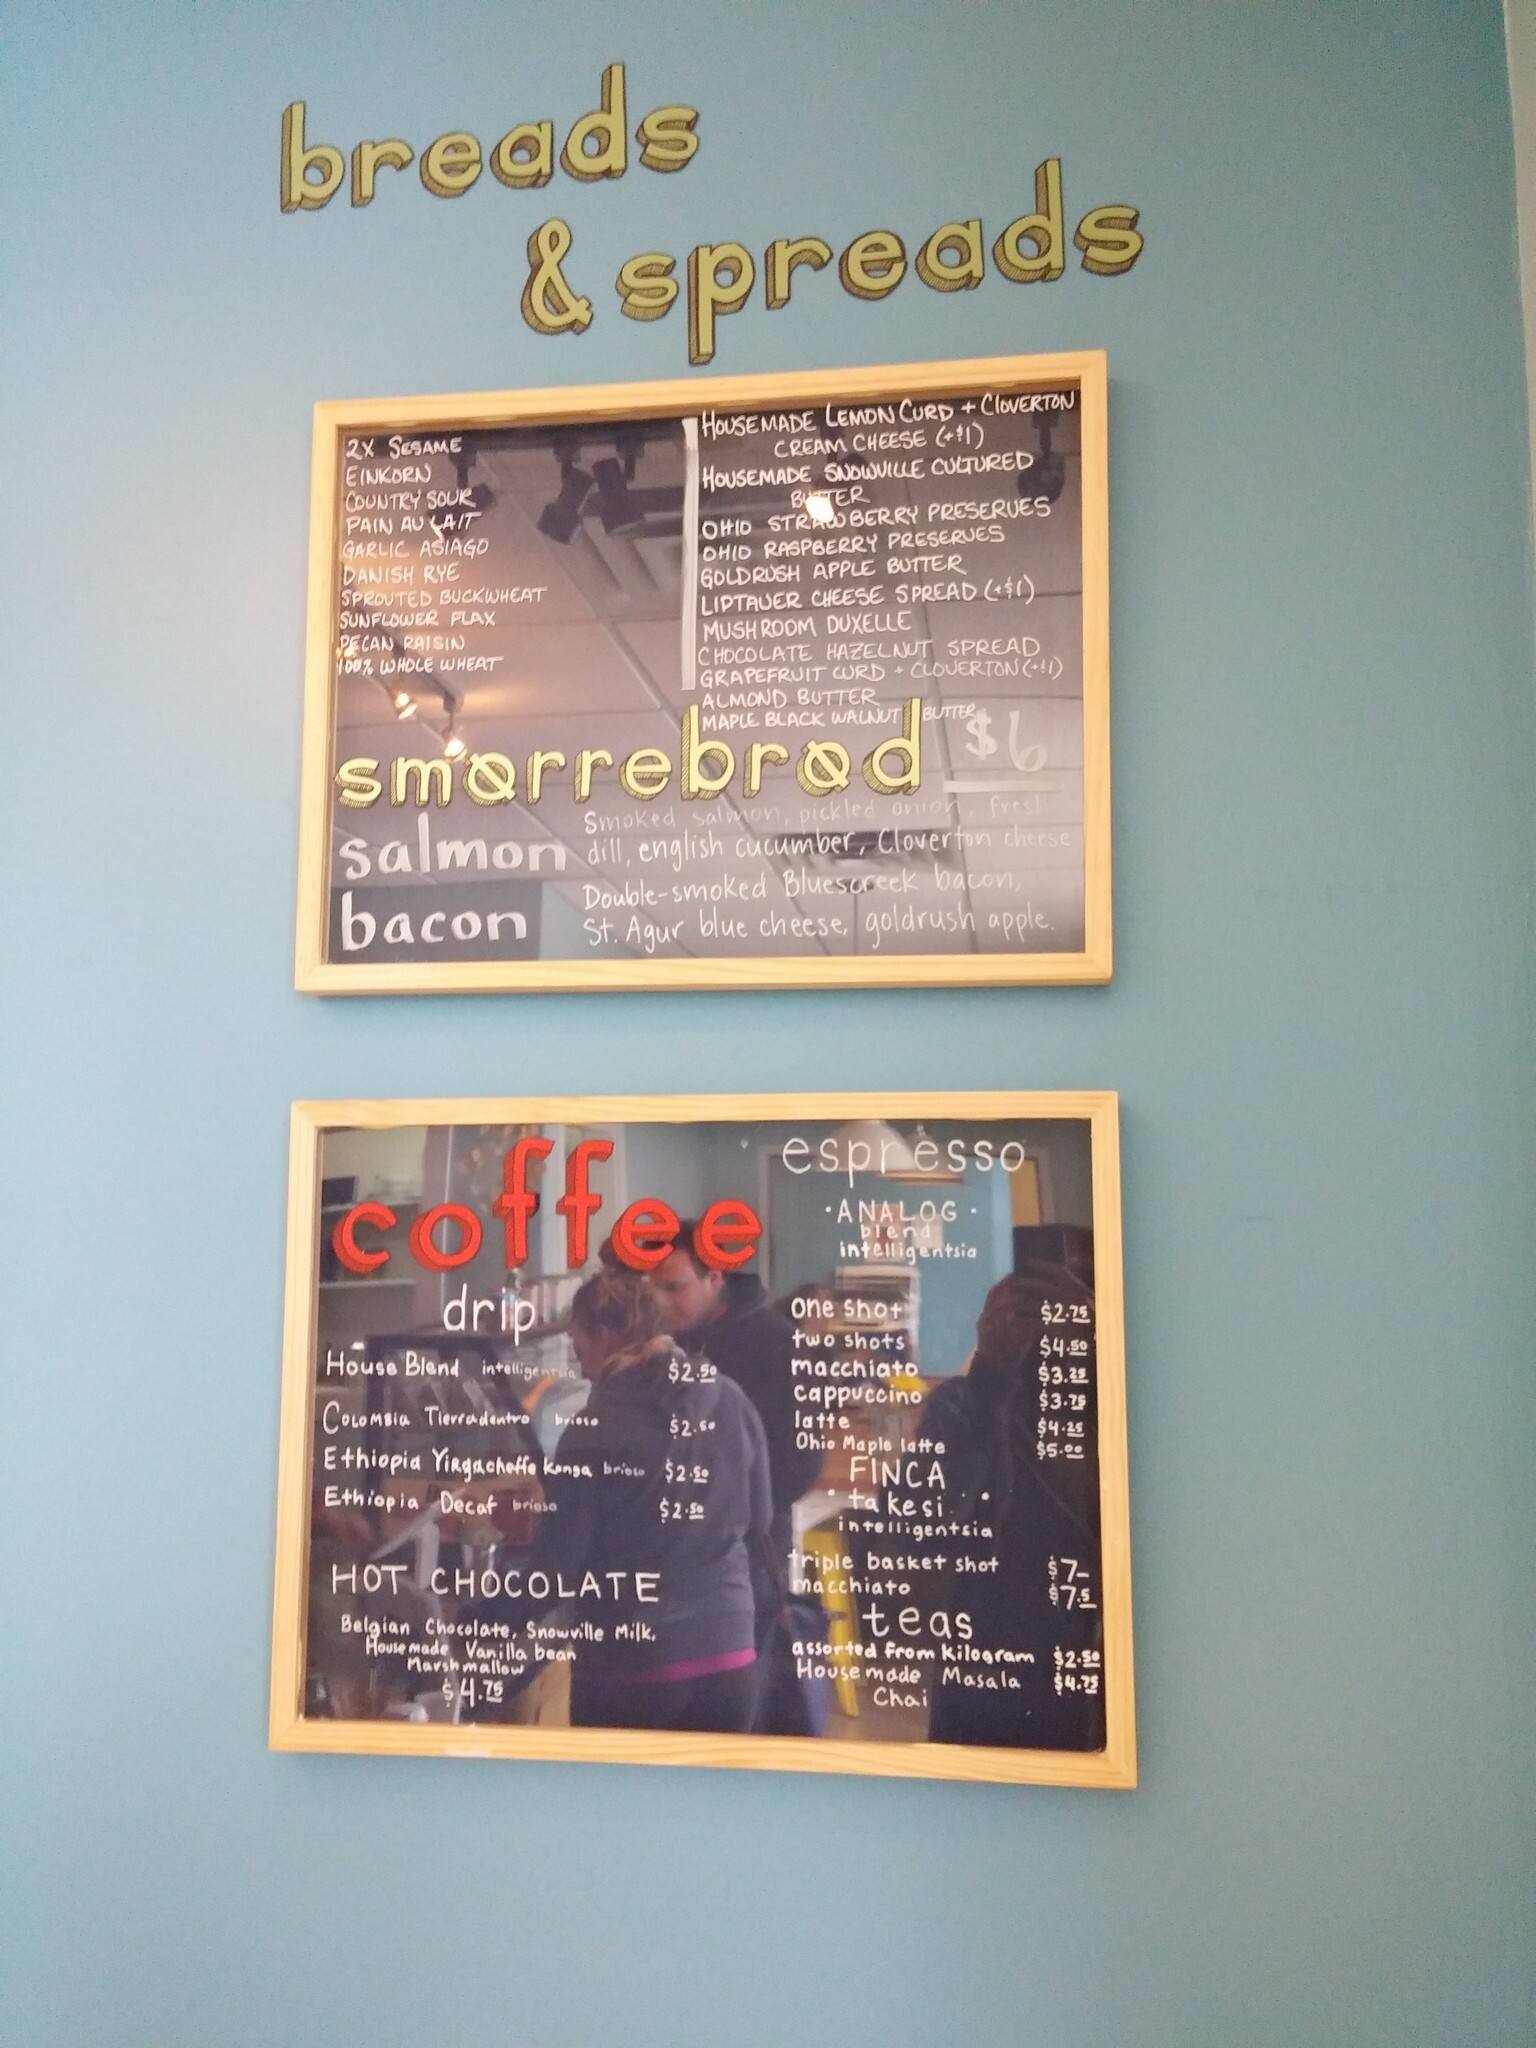 breads
& spreads
2X SESAME
EINKORN
COUNTRY SOUR
PAIN AU LAIT
GARLIC ASIAGO
DANISH RYE
SPROUTED BUCKWHEAT
SUNFLOWER FLAX
PECAN RAISIN
100% WHOLE WHEAT
HOUSEMADE LEMON CURD + CLOVERTON
CREAM CHEESE (+$1)
HOUSEMADE SNOWVILLE CULTURED
BUTTER
OHIO STRAWBERRY PRESERVES
OHIO RASPBERRY PRESERVES
GOLDRUSH APPLE BUTTER
LIPTAUER CHEESE SPREAD (+$1)
MUSHROOM DUXELLE
CHOCOLATE HAZELNUT SPREAD
GRAPEFRUIT CURD + CLOVERTON (+$1)
ALMOND BUTTER
MAPLE BLACK WALNUT BUTTER
smørrebrød $6
salmon
Smoked salmon, pickled onion, fresh
dill, english cucumber, Cloverton cheese
bacon
Double-smoked Bluescreek bacon,
St. Agur blue cheese, goldrush apple.
coffee
drip
House Blend intelligentsia $2.50
COLOMBIA Tierradentro brioso $2.50
Ethiopia Yirgacheffe Konga brioso $2.50
Ethiopia Decaf brioso $2.50
HOT CHOCOLATE
Belgian Chocolate, Snowville Milk,
Housemade Vanilla bean
Marshmallow
$4.75
espresso
·ANALOG·
blend
intelligentsia
one shot $2.75
two shots $4.50
macchiato $3.25
cappuccino $3.75
latte $4.25
Ohio Maple latte $5.00
FINCA
· takesi ·
intelligentsia
triple basket shot $7-
macchiato $7.5
teas
assorted from Kilogram $2.50
Housemade Masala $4.75
Chai